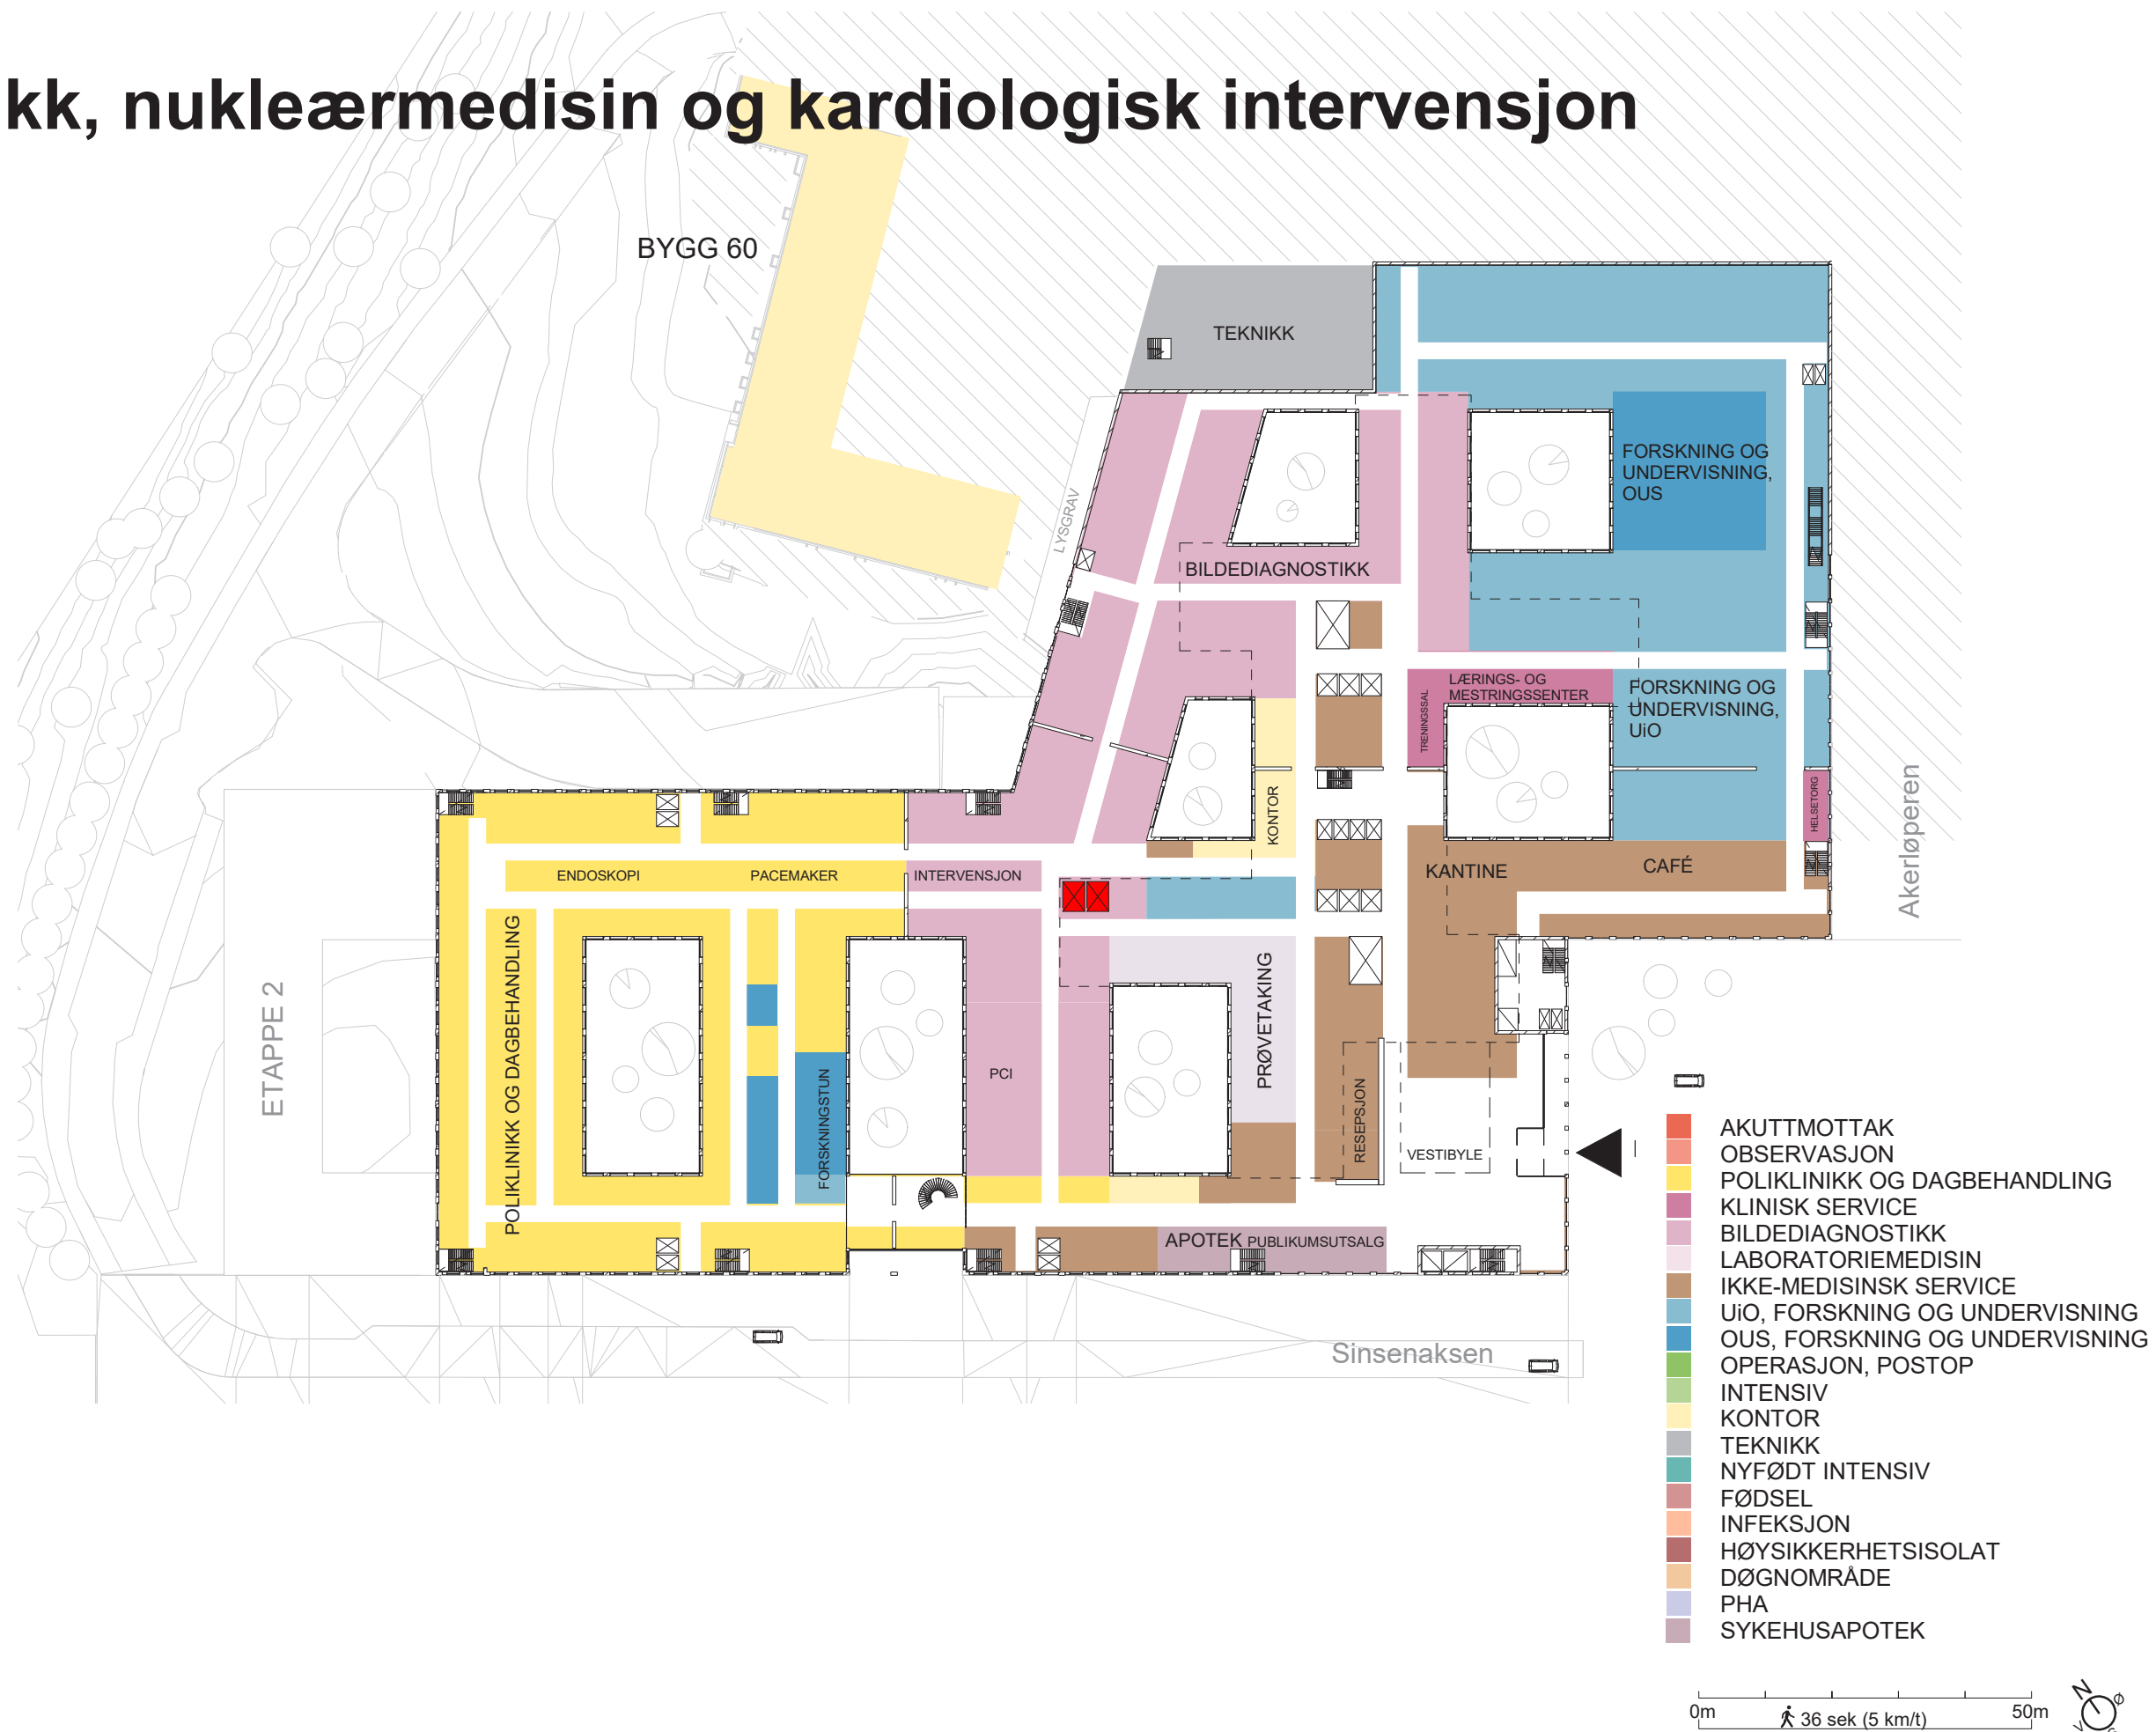 kk, nukleærmedisin og kardiologisk intervensjon
BYGG 60
TEKNIKK
FORSKNING OG
UNDERVISNING,
OUS
LYSGRAV
BILDEDIAGNOSTIKK
LÆRINGS- OG
MESTRINGSSENTER
TRENINGSSAL
FORSKNING OG
UNDERVISNING,
UiO
HELSETORG
Akerløperen
KONTOR
ENDOSKOPI
PACEMAKER
INTERVENSJON
KANTINE
CAFÉ
POLIKLINIKK OG DAGBEHANDLING
ETAPPE 2
PRØVETAKING
PCI
FORSKNINGSTUN
RESEPSJON
VESTIBYLE
APOTEK PUBLIKUMSUTSALG
Sinsenaksen
AKUTTMOTTAK
OBSERVASJON
POLIKLINIKK OG DAGBEHANDLING
KLINISK SERVICE
BILDEDIAGNOSTIKK
LABORATORIEMEDISIN
IKKE-MEDISINSK SERVICE
UiO, FORSKNING OG UNDERVISNING
OUS, FORSKNING OG UNDERVISNING
OPERASJON, POSTOP
INTENSIV
KONTOR
TEKNIKK
NYFØDT INTENSIV
FØDSEL
INFEKSJON
HØYSIKKERHETSISOLAT
DØGNOMRÅDE
PHA
SYKEHUSAPOTEK
0m
36 sek (5 km/t)
50m
N
Ø
V